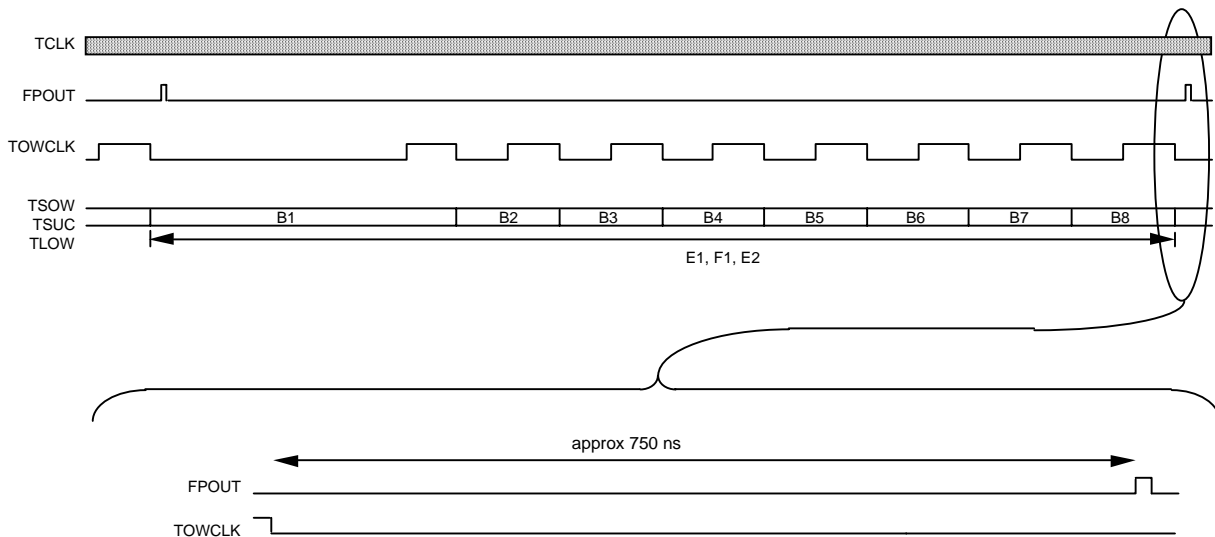 TCLK
FPOUT
TOWCLK
TSOW
TSUC
TLOW
B1 B2 B3 B4 B5 B6 B7 B8
E1, F1, E2
approx 750 ns
FPOUT
TOWCLK